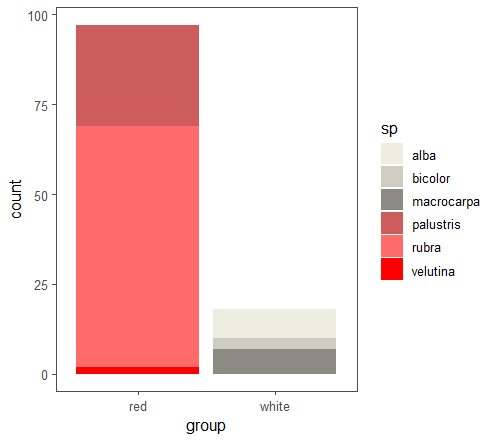 100
75
50
25
0
count
red
white
group
sp
alba
bicolor
macrocarpa
palustris
rubra
velutina